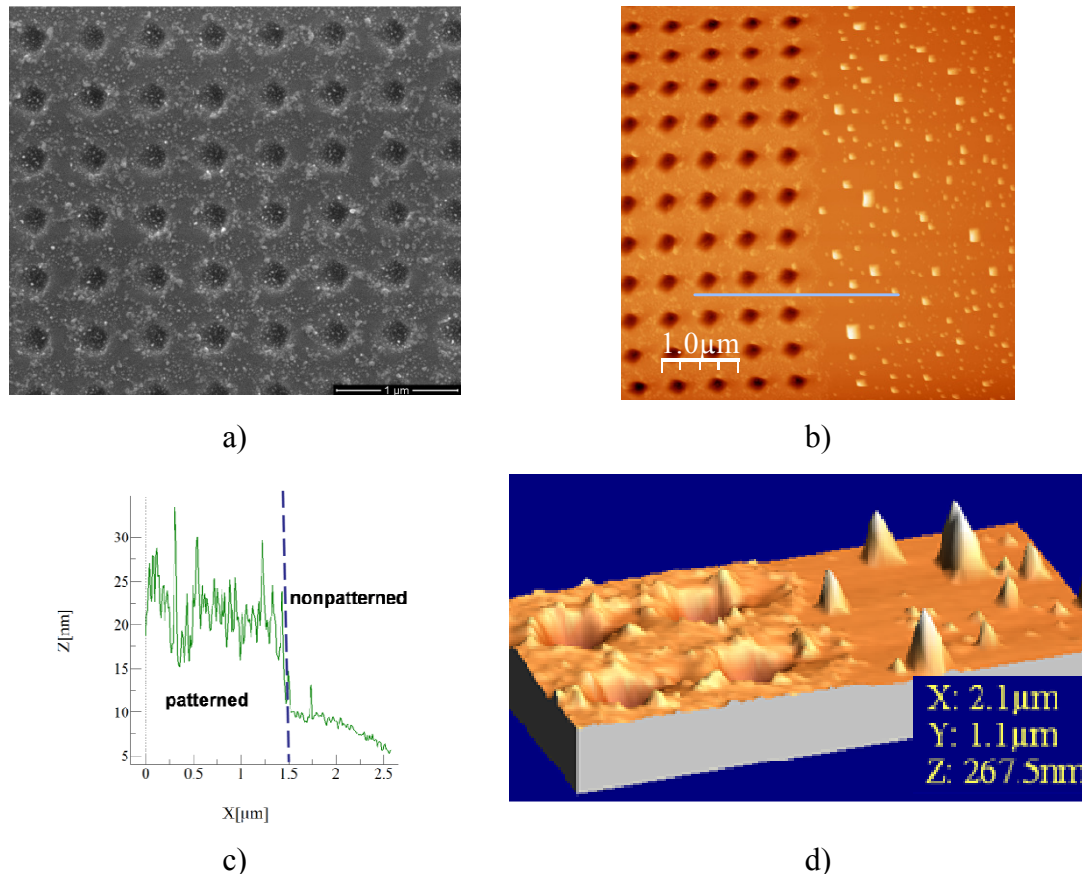 1 µm
1.0µm
a)
b)
Z[nm]
30
25
20
15
10
5
nonpatterned
patterned
0
0.5
1
1.5
2
2.5
X[µm]
X: 2.1µm
Y: 1.1µm
Z: 267.5nm
c)
d)